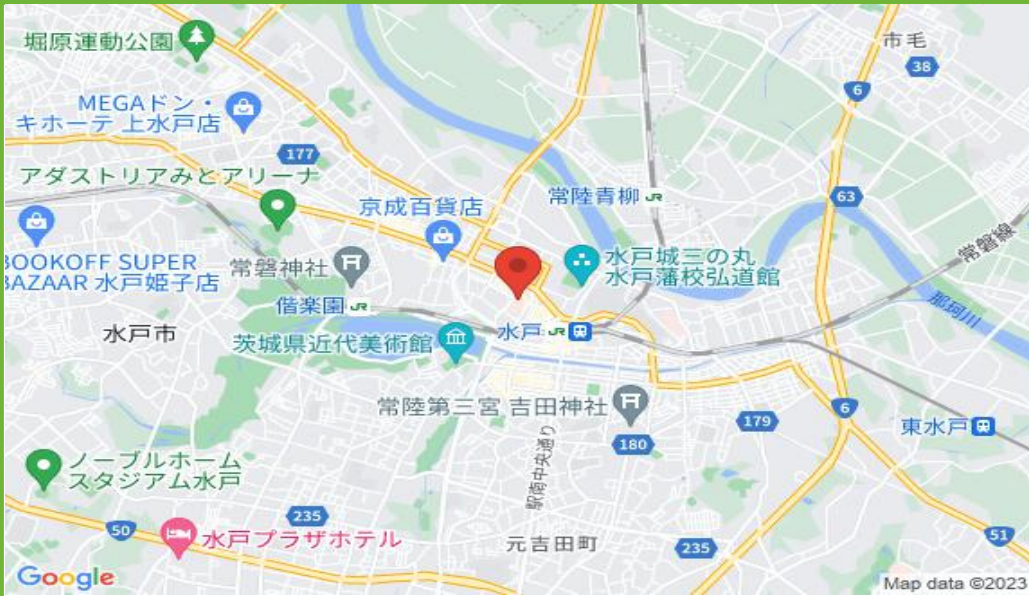 堀原運動公園
市毛
38
6
MEGAドン・
キホーテ 上水戸店
177
アダストリアみとアリーナ
常陸青柳 JR
63
京成百貨店
BOOKOFF SUPER
BAZAAR 水戸姫子店
常磐神社
水戸城三の丸
水戸藩校弘道館
常磐線
那珂川
偕楽園 JR
水戸市
水戸 JR
茨城県近代美術館
常陸第三宮 吉田神社
179
6
180
東水戸
駅南中央通り
ノーブルホーム
スタジアム水戸
235
50
水戸プラザホテル
元吉田町
235
51
Google
Map data ©2023